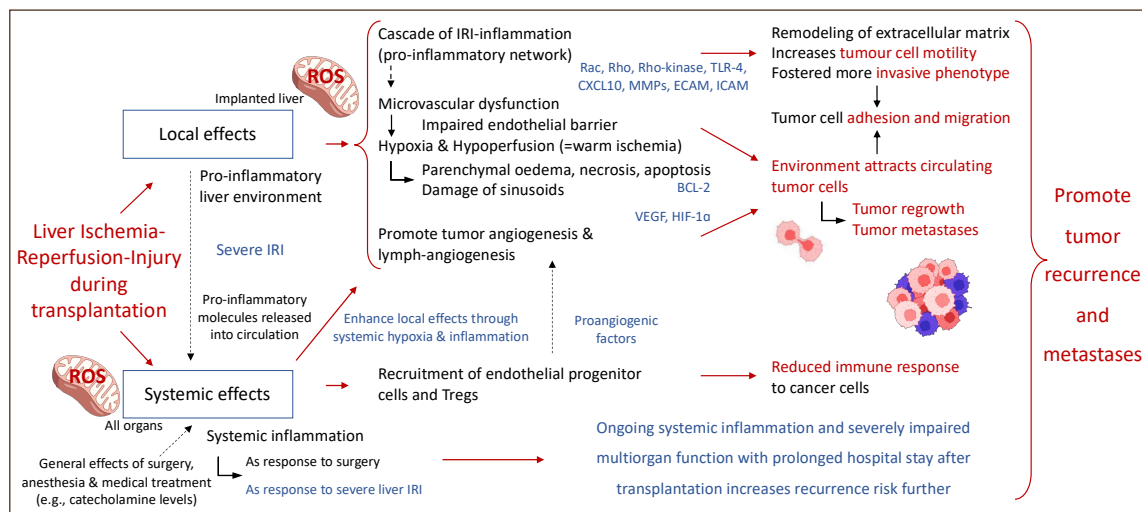 ROS
Implanted liver
Local effects
Pro-inflammatory
liver environment
Liver Ischemia-
Reperfusion-Injury
during
transplantation
Severe IRI
Pro-inflammatory
molecules released
into circulation
ROS
Systemic effects
All organs
General effects of surgery,
anesthesia & medical treatment
(e.g., catecholamine levels)
Systemic inflammation
As response to surgery
As response to severe liver IRI
Cascade of IRI-inflammation
(pro-inflammatory network)
Microvascular dysfunction
Impaired endothelial barrier
Hypoxia & Hypoperfusion (=warm ischemia)
Parenchymal oedema, necrosis, apoptosis
Damage of sinusoids
Promote tumor angiogenesis &
lymph-angiogenesis
Rac, Rho, Rho-kinase, TLR-4,
CXCL10, MMPs, ECAM, ICAM
BCL-2
VEGF, HIF-1α
Enhance local effects through
systemic hypoxia & inflammation
Proangiogenic
factors
Recruitment of endothelial progenitor
cells and Tregs
Remodeling of extracellular matrix
Increases tumour cell motility
Fostered more invasive phenotype
Tumor cell adhesion and migration
Environment attracts circulating
tumor cells
Tumor regrowth
Tumor metastases
Reduced immune response
to cancer cells
Ongoing systemic inflammation and severely impaired
multiorgan function with prolonged hospital stay after
transplantation increases recurrence risk further
Promote
tumor
recurrence
and
metastases